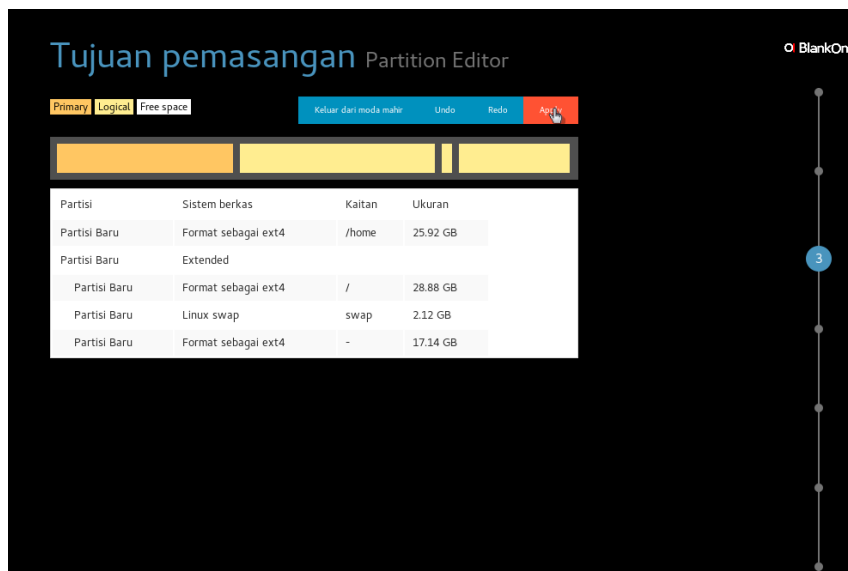 Tujuan pemasangan Partition Editor
BlankOn
Primary Logical Free space
Keluar dari moda mahir Undo Redo Apply
Partisi Sistem berkas Kaitan Ukuran
Partisi Baru Format sebagai ext4 /home 25.92 GB
Partisi Baru Extended
3
Partisi Baru Format sebagai ext4 / 28.88 GB
Partisi Baru Linux swap swap 2.12 GB
Partisi Baru Format sebagai ext4 - 17.14 GB